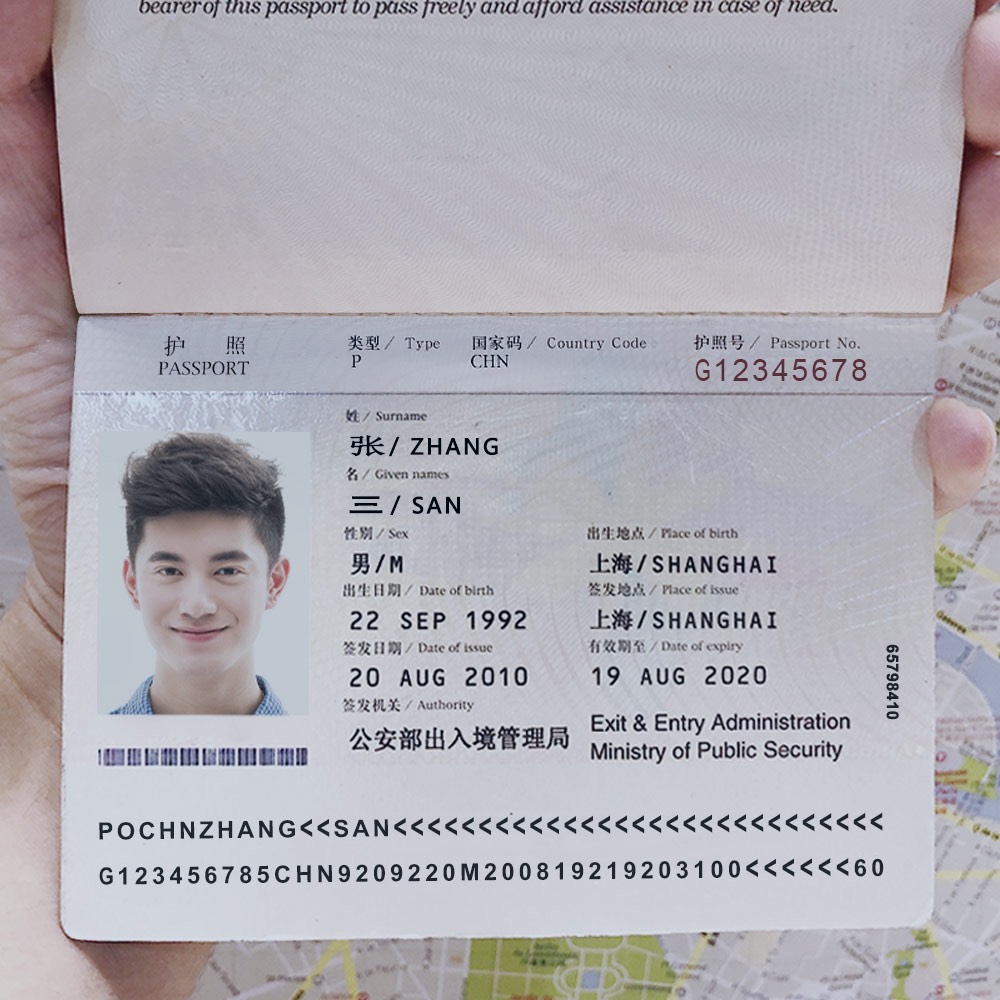 bearer of this passport to pass freely and afford assistance in case of need.
护 照
PASSPORT
类型 / Type
P
国家码 / Country Code
CHN
护照号 / Passport No.
G12345678
姓 / Surname
张 / ZHANG
名 / Given names
三 / SAN
性别 / Sex
男/M
出生地点 / Place of birth
上海/SHANGHAI
出生日期 / Date of birth
22 SEP 1992
签发地点 / Place of issue
上海/SHANGHAI
签发日期 / Date of issue
20 AUG 2010
有效期至 / Date of expiry
19 AUG 2020
签发机关 / Authority
公安部出入境管理局
Exit & Entry Administration
Ministry of Public Security
65798410
POCHNZHANG<<SAN<<<<<<<<<<<<<<<<<<<<<<<<<<<<<
G123456785CHN9209220M200819219203100<<<<<<60